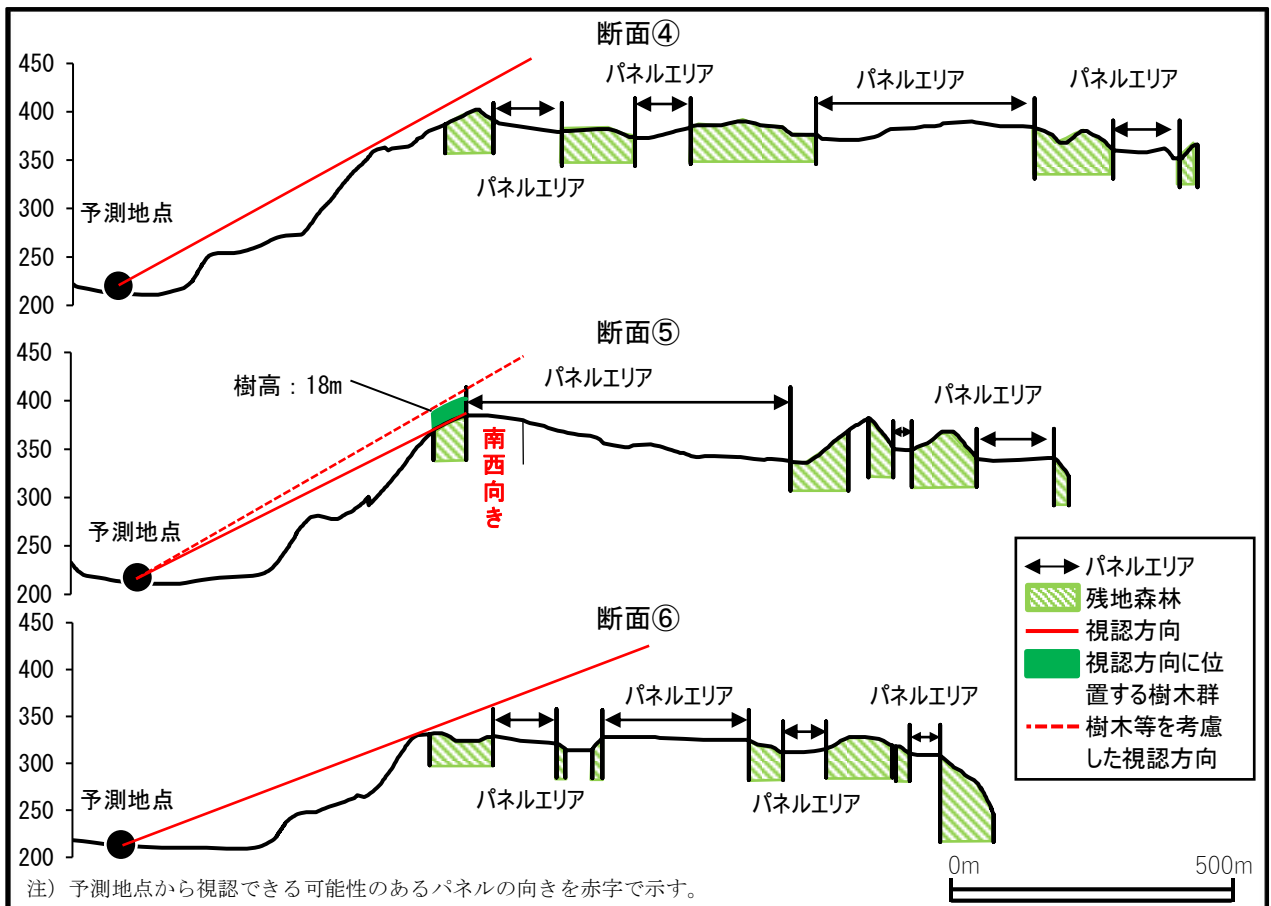 断面④
450
400
350
300
250
200
パネルエリア
パネルエリア
パネルエリア
パネルエリア
予測地点
断面⑤
450
400
350
300
250
200
樹高：18m
パネルエリア
パネルエリア
南西向き
予測地点
断面⑥
450
400
350
300
250
200
パネルエリア
パネルエリア
パネルエリア
パネルエリア
予測地点
パネルエリア
残地森林
視認方向
視認方向に位
置する樹木群
樹木等を考慮
した視認方向
0m
500m
注）予測地点から視認できる可能性のあるパネルの向きを赤字で示す。